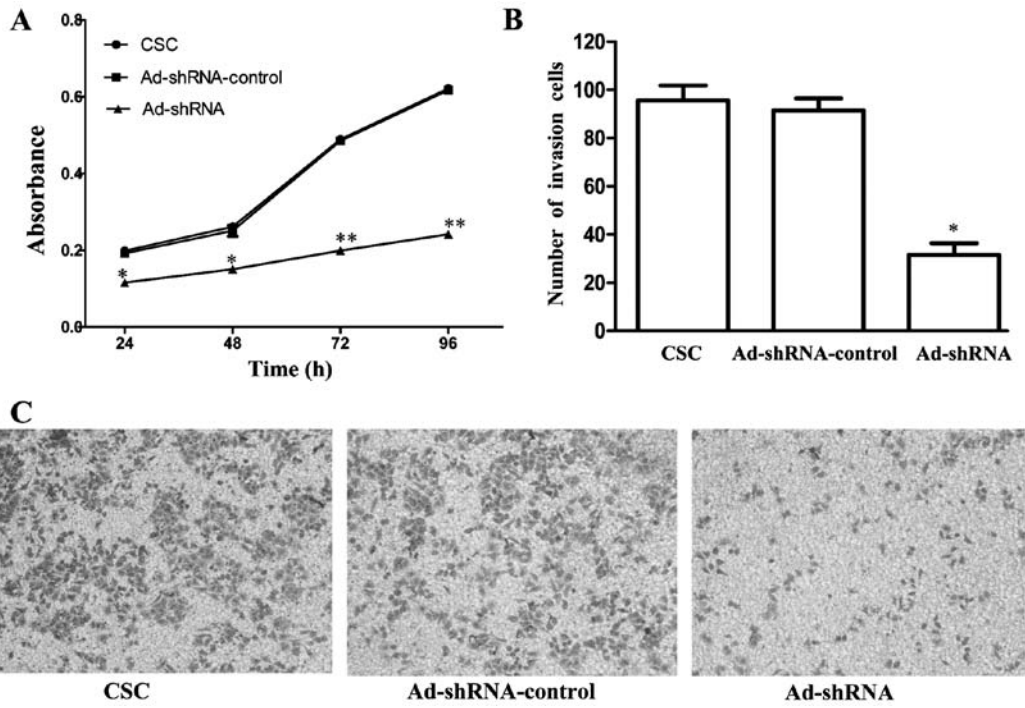 A
0.8
0.6
0.4
0.2
0.0
Absorbance
CSC
Ad-shRNA-control
Ad-shRNA
*
*
**
**
24
48
72
96
Time (h)
B
120
100
80
60
40
20
0
Number of invasion cells
*
CSC
Ad-shRNA-control
Ad-shRNA
C
CSC
Ad-shRNA-control
Ad-shRNA